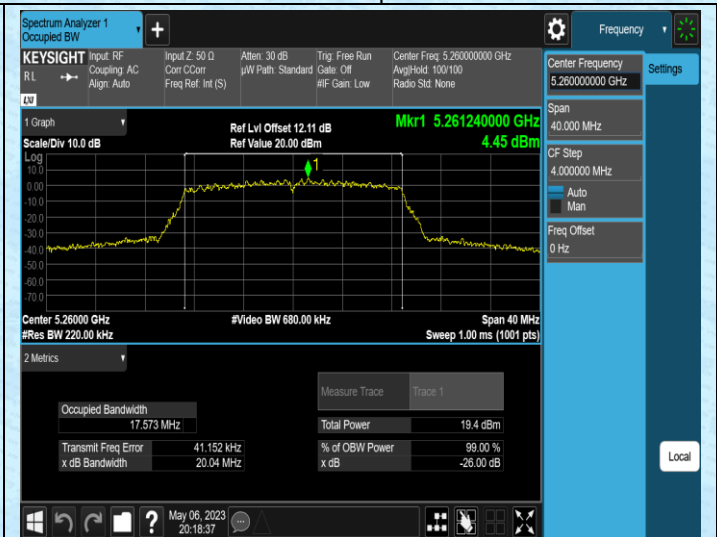 Spectrum Analyzer 1
Occupied BW
+
Frequency
KEYSIGHT Input: RF
R L
Coupling: AC
Align: Auto
LXI
Input Z: 50 Ω
Corr CCorr
Freq Ref: Int (S)
Atten: 30 dB
µW Path: Standard
Trig: Free Run
Gate: Off
#IF Gain: Low
Center Freq: 5.260000000 GHz
Avg|Hold: 100/100
Radio Std: None
Center Frequency
5.260000000 GHz
Settings
Span
40.000 MHz
CF Step
4.000000 MHz
Auto
Man
Freq Offset
0 Hz
1 Graph
Scale/Div 10.0 dB
Ref Lvl Offset 12.11 dB
Ref Value 20.00 dBm
Mkr1 5.261240000 GHz
4.45 dBm
Log
10.0
0.00
-10.0
-20.0
-30.0
-40.0
-50.0
-60.0
-70.0
1
Center 5.26000 GHz
#Res BW 220.00 kHz
#Video BW 680.00 kHz
Span 40 MHz
Sweep 1.00 ms (1001 pts)
2 Metrics
Measure Trace Trace 1
Occupied Bandwidth
17.573 MHz
Total Power 19.4 dBm
Transmit Freq Error 41.152 kHz
% of OBW Power 99.00 %
x dB Bandwidth 20.04 MHz
x dB -26.00 dB
Local
?
May 06, 2023
20:18:37